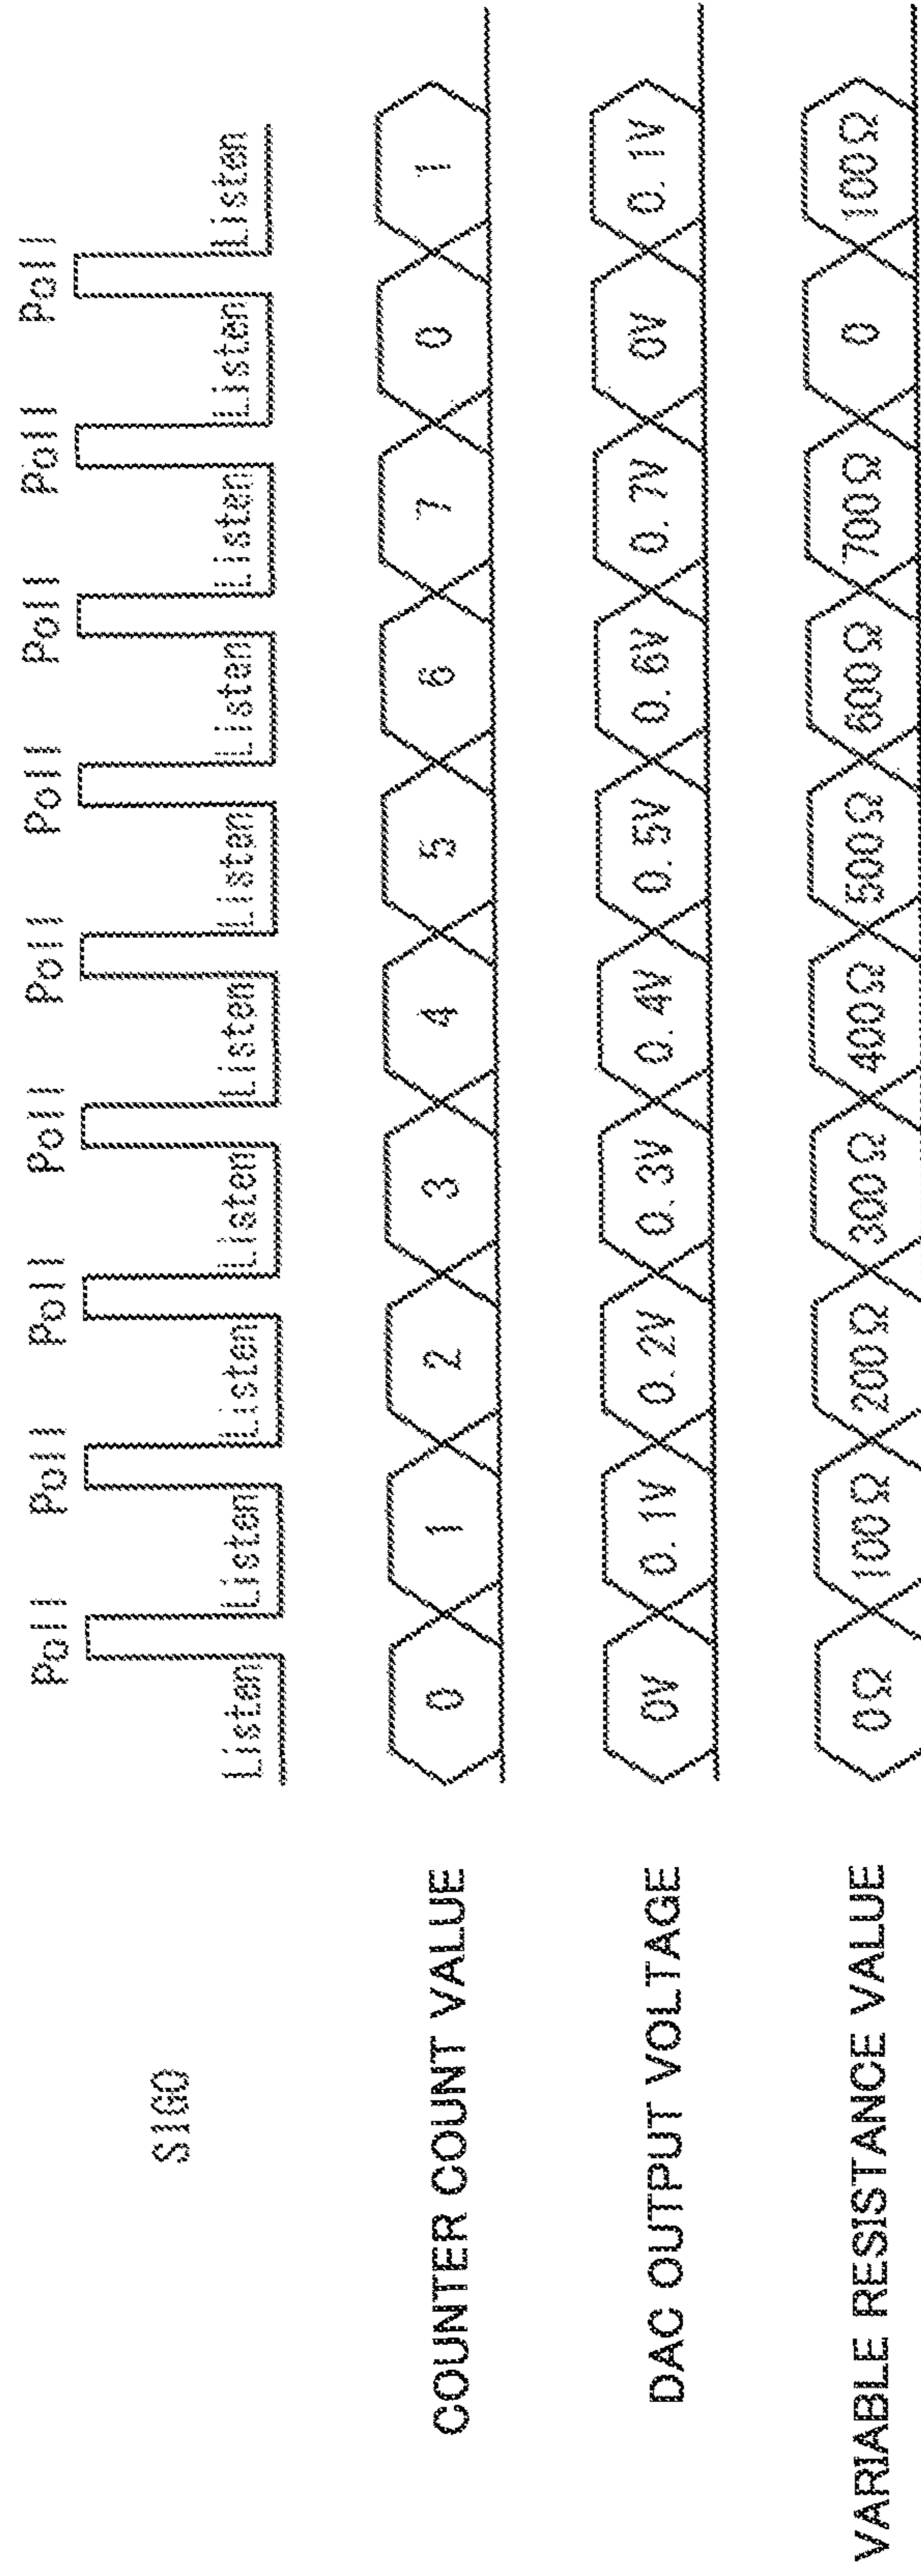 Poll Poll Poll Poll Poll Poll Poll Poll Poll
SIG0
Listen Listen Listen Listen Listen Listen Listen Listen Listen Listen
COUNTER COUNT VALUE 0 1 2 3 4 5 6 7 0 1
DAC OUTPUT VOLTAGE 0V 0.1V 0.2V 0.3V 0.4V 0.5V 0.6V 0.7V 0V 0.1V
VARIABLE RESISTANCE VALUE 0Ω 100Ω 200Ω 300Ω 400Ω 500Ω 600Ω 700Ω 0 100Ω